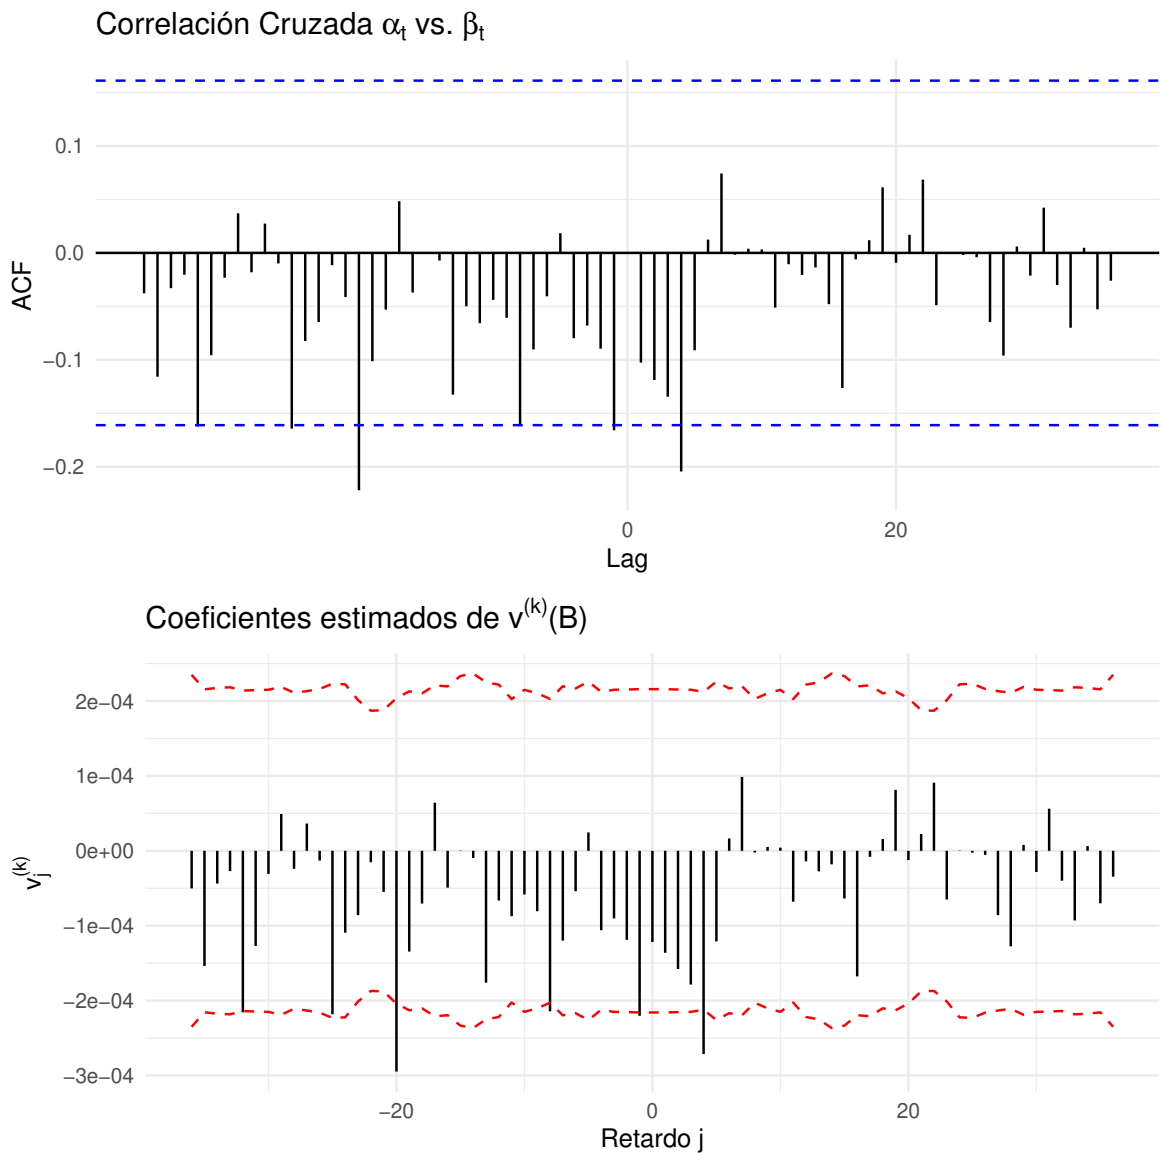 Correlación Cruzada αt vs. βt
0.1
0.0
−0.1
−0.2
ACF
0 20
Lag
Coeficientes estimados de v(k)(B)
2e−04
1e−04
0e+00
−1e−04
−2e−04
−3e−04
vj(k)
−20 0 20
Retardo j